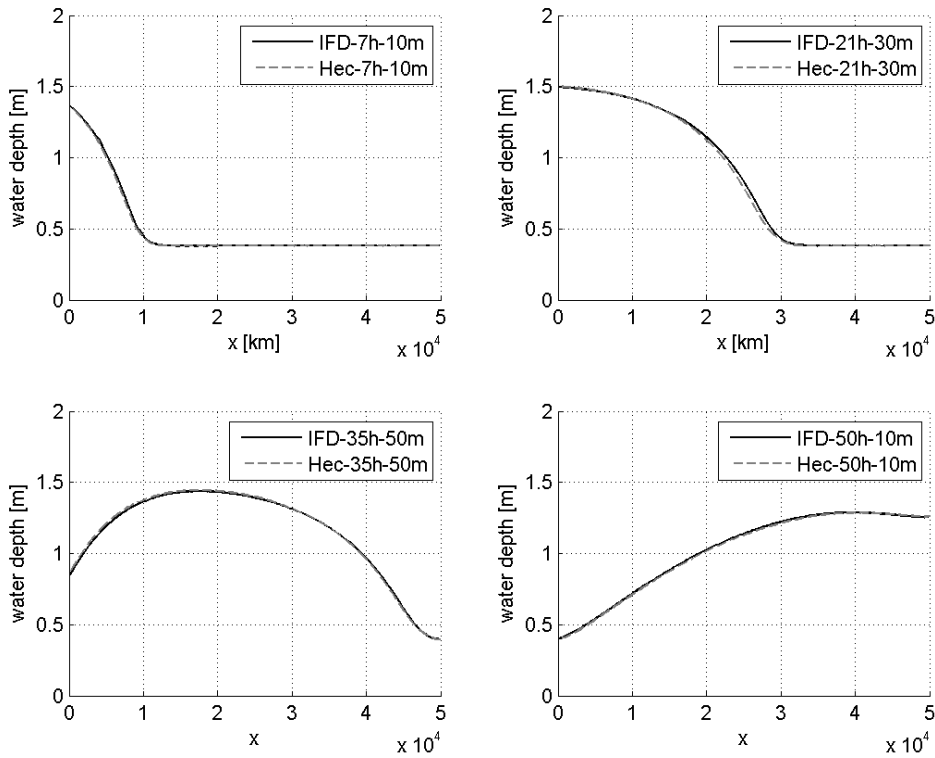 2
1.5
1
0.5
0
water depth [m]
IFD-7h-10m
Hec-7h-10m
0 1 2 3 4 5
x [km]
x 10^4
2
1.5
1
0.5
0
water depth [m]
IFD-21h-30m
Hec-21h-30m
0 1 2 3 4 5
x [km]
x 10^4
2
1.5
1
0.5
0
water depth [m]
IFD-35h-50m
Hec-35h-50m
0 1 2 3 4 5
x
x 10^4
2
1.5
1
0.5
0
water depth [m]
IFD-50h-10m
Hec-50h-10m
0 1 2 3 4 5
x
x 10^4